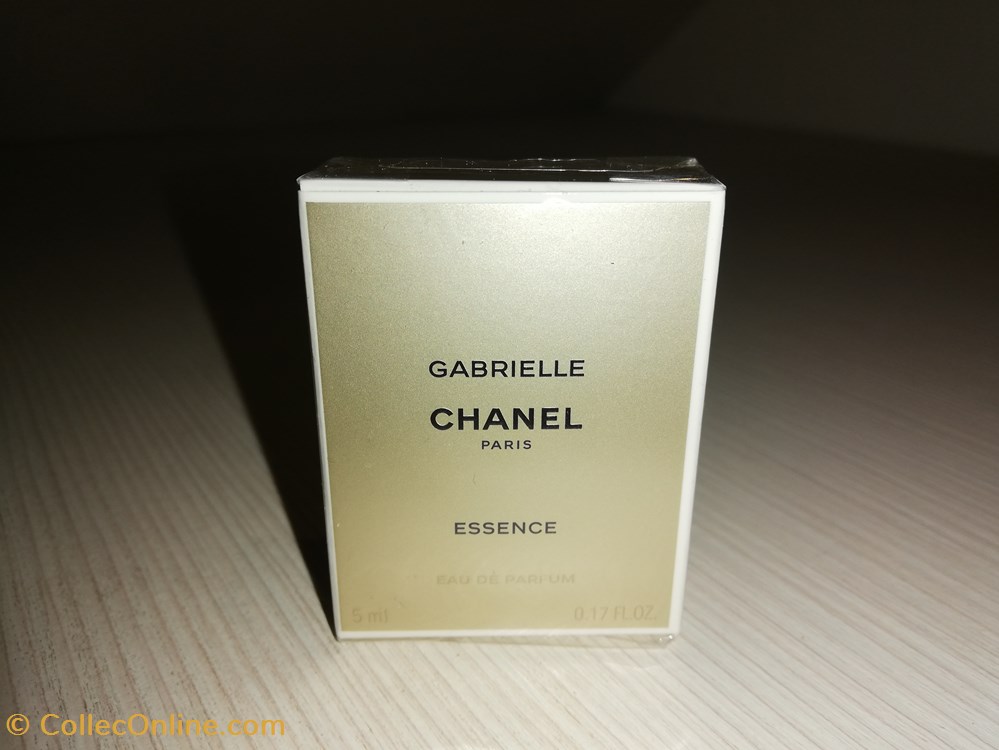 GABRIELLE
CHANEL
PARIS
ESSENCE
EAU DE PARFUM
5 ml 0.17 FL.OZ.
© CollecOnline.com